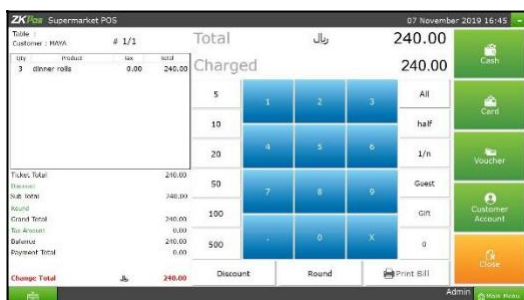 ZKPos Supermarket POS
07 November 2019 16:45
Table :
Customer : MAYA
# 1/1
Qty Product Tax Total
3 dinner rolls 0.00 240.00
Total ﷼ 240.00
Charged 240.00
5 1 2 3 All
10 half
20 4 5 6 1/n
50 7 8 9 Guest
100 Gift
500 . 0 X 0
Discount Round Print Bill
Cash
Card
Voucher
Customer
Account
Close
Ticket Total 240.00
Discount
Sub Total 240.00
Round
Grand Total 240.00
Tax Amount 0.00
Balance 240.00
Payment Total 0.00
Change Total ﷼ 240.00
Admin
Main Menu